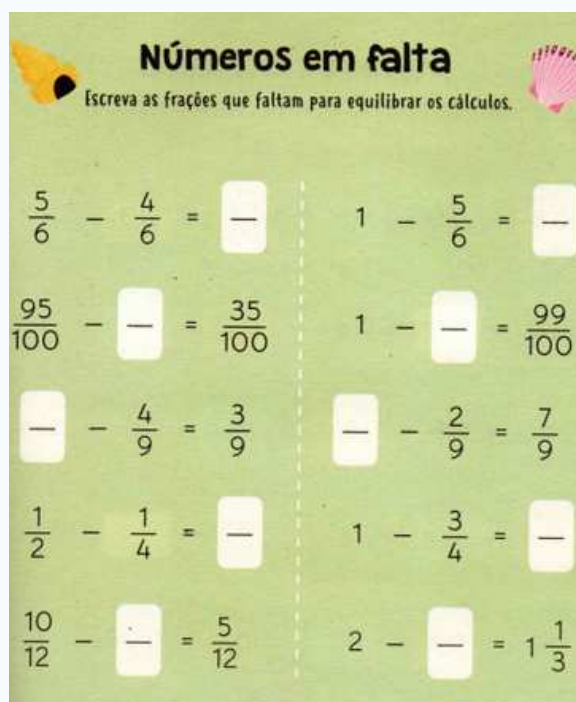 Números em falta
Escreva as frações que faltam para equilibrar os cálculos.
5/6 − 4/6 = —
95/100 − — = 35/100
— − 4/9 = 3/9
1/2 − 1/4 = —
10/12 − — = 5/12
1 − 5/6 = —
1 − — = 99/100
— − 2/9 = 7/9
1 − 3/4 = —
2 − — = 1 1/3